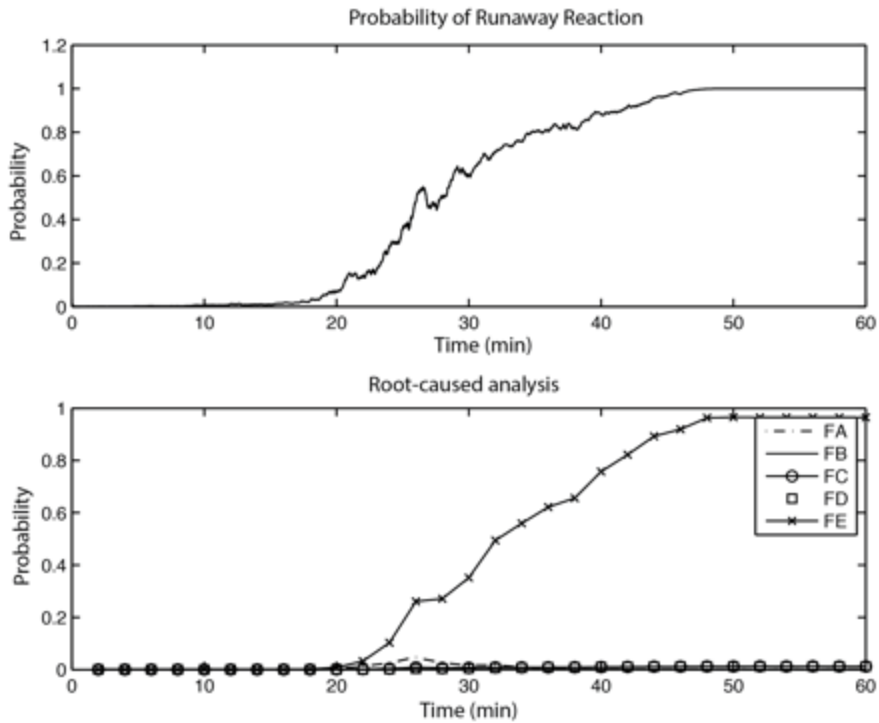 Probability of Runaway Reaction
1.2
1
0.8
0.6
0.4
0.2
0
Probability
0 10 20 30 40 50 60
Time (min)
Root-caused analysis
1
0.8
0.6
0.4
0.2
0
Probability
FA
FB
FC
FD
FE
0 10 20 30 40 50 60
Time (min)